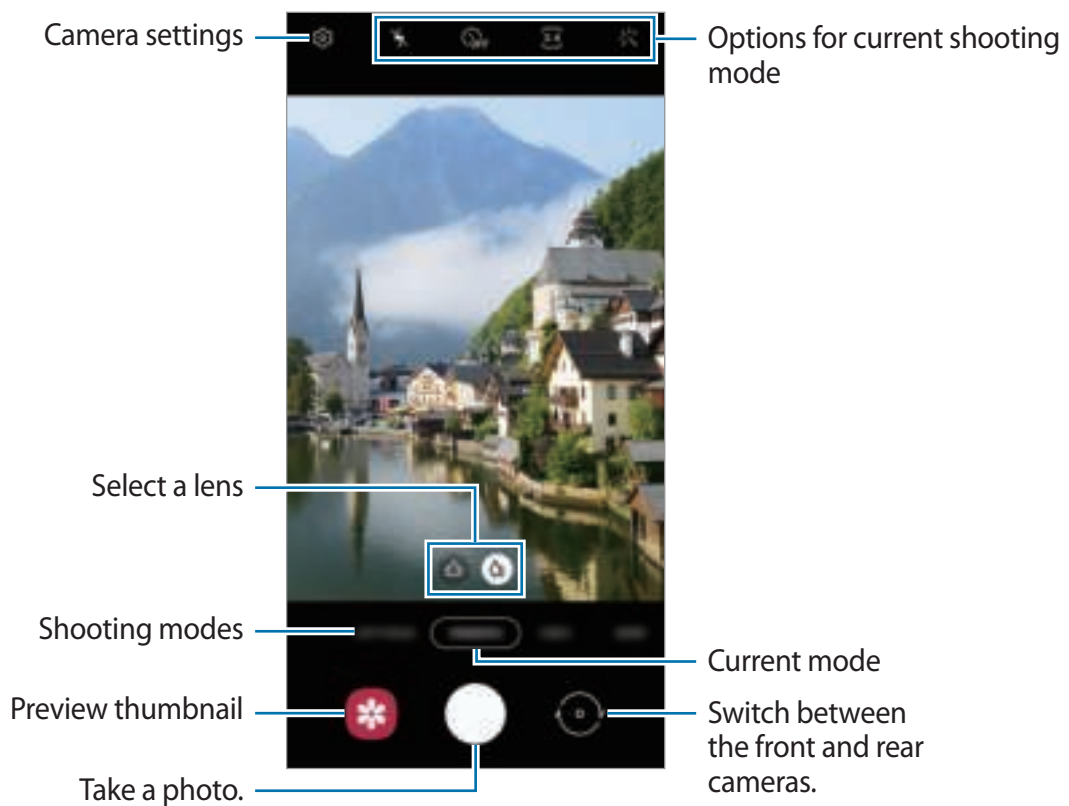 Camera settings
Options for current shooting
mode
Select a lens
Shooting modes
Current mode
Preview thumbnail
Switch between
the front and rear
cameras.
Take a photo.